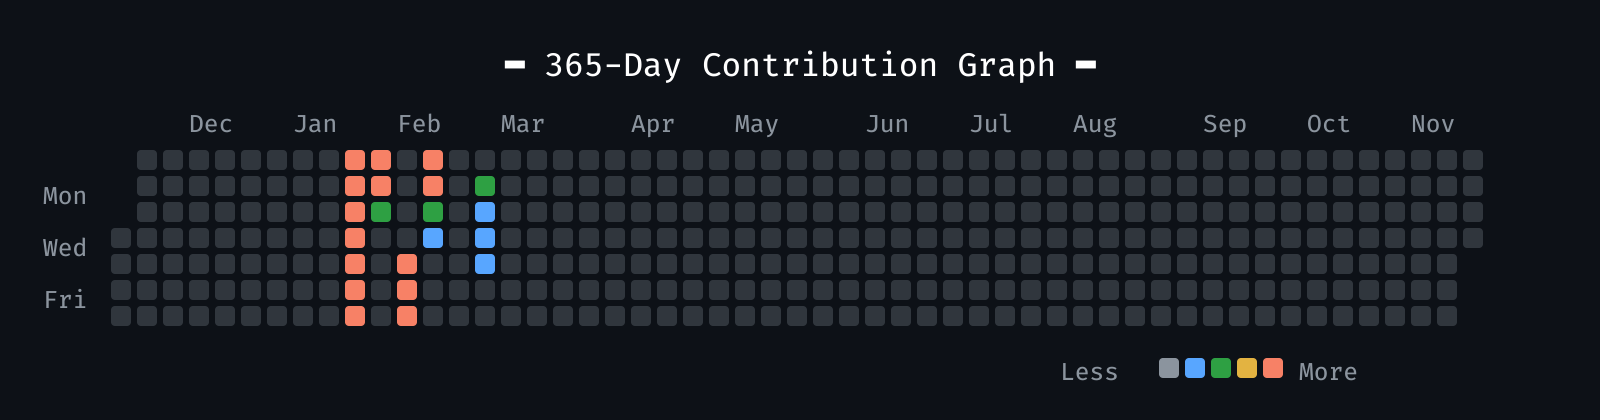 ━ 365-Day Contribution Graph ━
Dec Jan Feb Mar Apr May Jun Jul Aug Sep Oct Nov
Mon
Wed
Fri
Less More